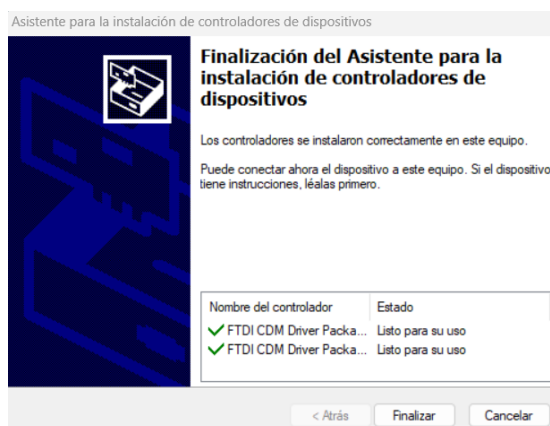 Asistente para la instalación de controladores de dispositivos
Finalización del Asistente para la
instalación de controladores de
dispositivos
Los controladores se instalaron correctamente en este equipo.
Puede conectar ahora el dispositivo a este equipo. Si el dispositivo
tiene instrucciones, léalas primero.
Nombre del controlador Estado
FTDI CDM Driver Packa... Listo para su uso
FTDI CDM Driver Packa... Listo para su uso
< Atrás Finalizar Cancelar